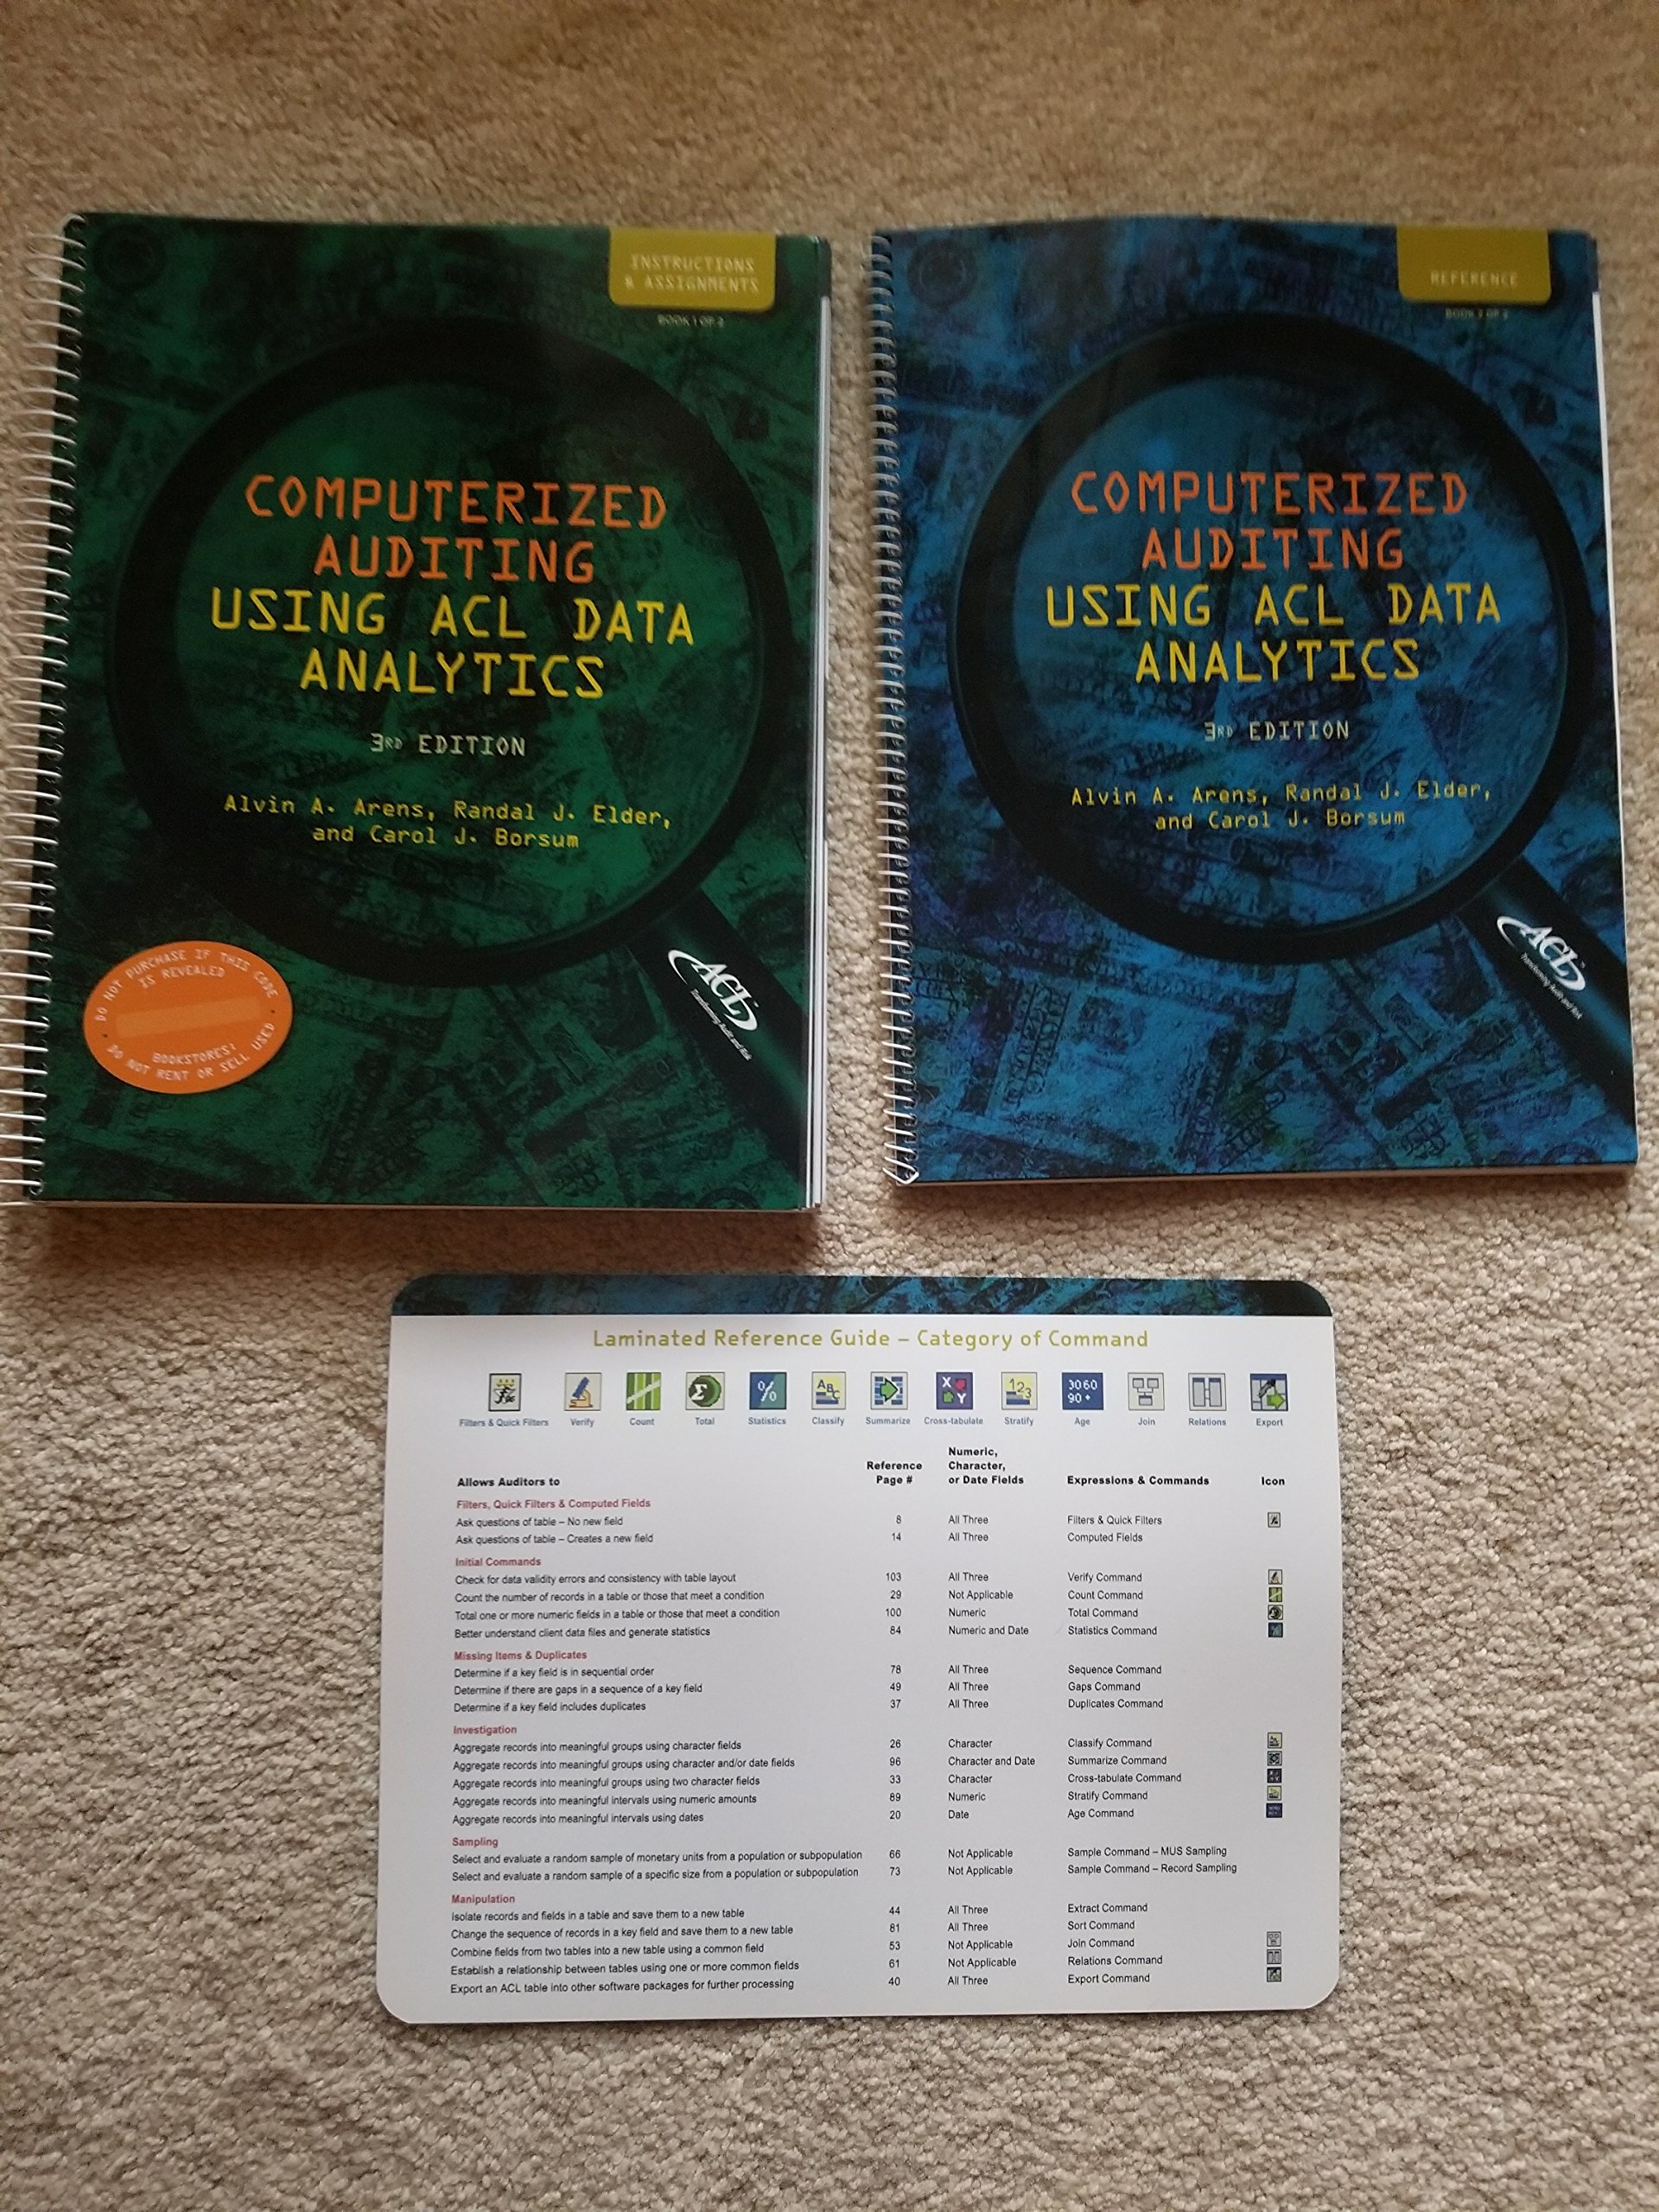 INSTRUCTIONS
& ASSIGNMENTS
BOOK 1 OF 2
COMPUTERIZED
AUDITING
USING ACL DATA
ANALYTICS
3RD EDITION
Alvin A. Arens, Randal J. Elder,
and Carol J. Borsum
DO NOT PURCHASE IF THIS CODE
IS REVEALED
BOOKSTORES:
DO NOT RENT OR SELL USED
ACL
Transforming Audit and Risk
REFERENCE
BOOK 2 OF 2
COMPUTERIZED
AUDITING
USING ACL DATA
ANALYTICS
3RD EDITION
Alvin A. Arens, Randal J. Elder,
and Carol J. Borsum
ACL
Transforming Audit and Risk
Laminated Reference Guide – Category of Command
Filters & Quick Filters Verify Count Total Statistics Classify Summarize Cross-tabulate Stratify Age Join Relations Export
Allows Auditors to Reference Page # Numeric, Character, or Date Fields Expressions & Commands Icon
Filters, Quick Filters & Computed Fields
Ask questions of table – No new field 8 All Three Filters & Quick Filters
Ask questions of table – Creates a new field 14 All Three Computed Fields
Initial Commands
Check for data validity errors and consistency with table layout 103 All Three Verify Command
Count the number of records in a table or those that meet a condition 29 Not Applicable Count Command
Total one or more numeric fields in a table or those that meet a condition 100 Numeric Total Command
Better understand client data files and generate statistics 84 Numeric and Date Statistics Command
Missing Items & Duplicates
Determine if a key field is in sequential order 78 All Three Sequence Command
Determine if there are gaps in a sequence of a key field 49 All Three Gaps Command
Determine if a key field includes duplicates 37 All Three Duplicates Command
Investigation
Aggregate records into meaningful groups using character fields 26 Character Classify Command
Aggregate records into meaningful groups using character and/or date fields 96 Character and Date Summarize Command
Aggregate records into meaningful groups using two character fields 33 Character Cross-tabulate Command
Aggregate records into meaningful intervals using numeric amounts 89 Numeric Stratify Command
Aggregate records into meaningful intervals using dates 20 Date Age Command
Sampling
Select and evaluate a random sample of monetary units from a population or subpopulation 66 Not Applicable Sample Command – MUS Sampling
Select and evaluate a random sample of a specific size from a population or subpopulation 73 Not Applicable Sample Command – Record Sampling
Manipulation
Isolate records and fields in a table and save them to a new table 44 All Three Extract Command
Change the sequence of records in a key field and save them to a new table 81 All Three Sort Command
Combine fields from two tables into a new table using a common field 53 Not Applicable Join Command
Establish a relationship between tables using one or more common fields 61 Not Applicable Relations Command
Export an ACL table into other software packages for further processing 40 All Three Export Command